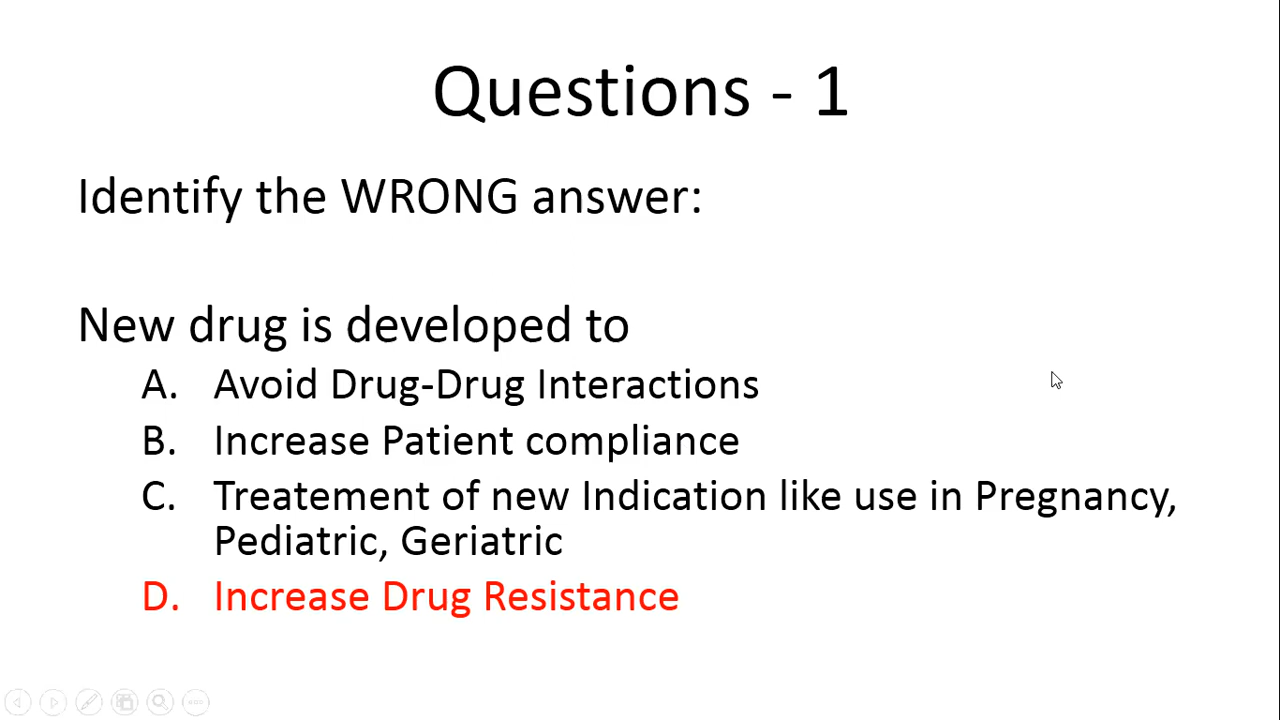 Questions - 1
Identify the WRONG answer:
New drug is developed to
A. Avoid Drug-Drug Interactions
B. Increase Patient compliance
C. Treatement of new Indication like use in Pregnancy,
Pediatric, Geriatric
D. Increase Drug Resistance